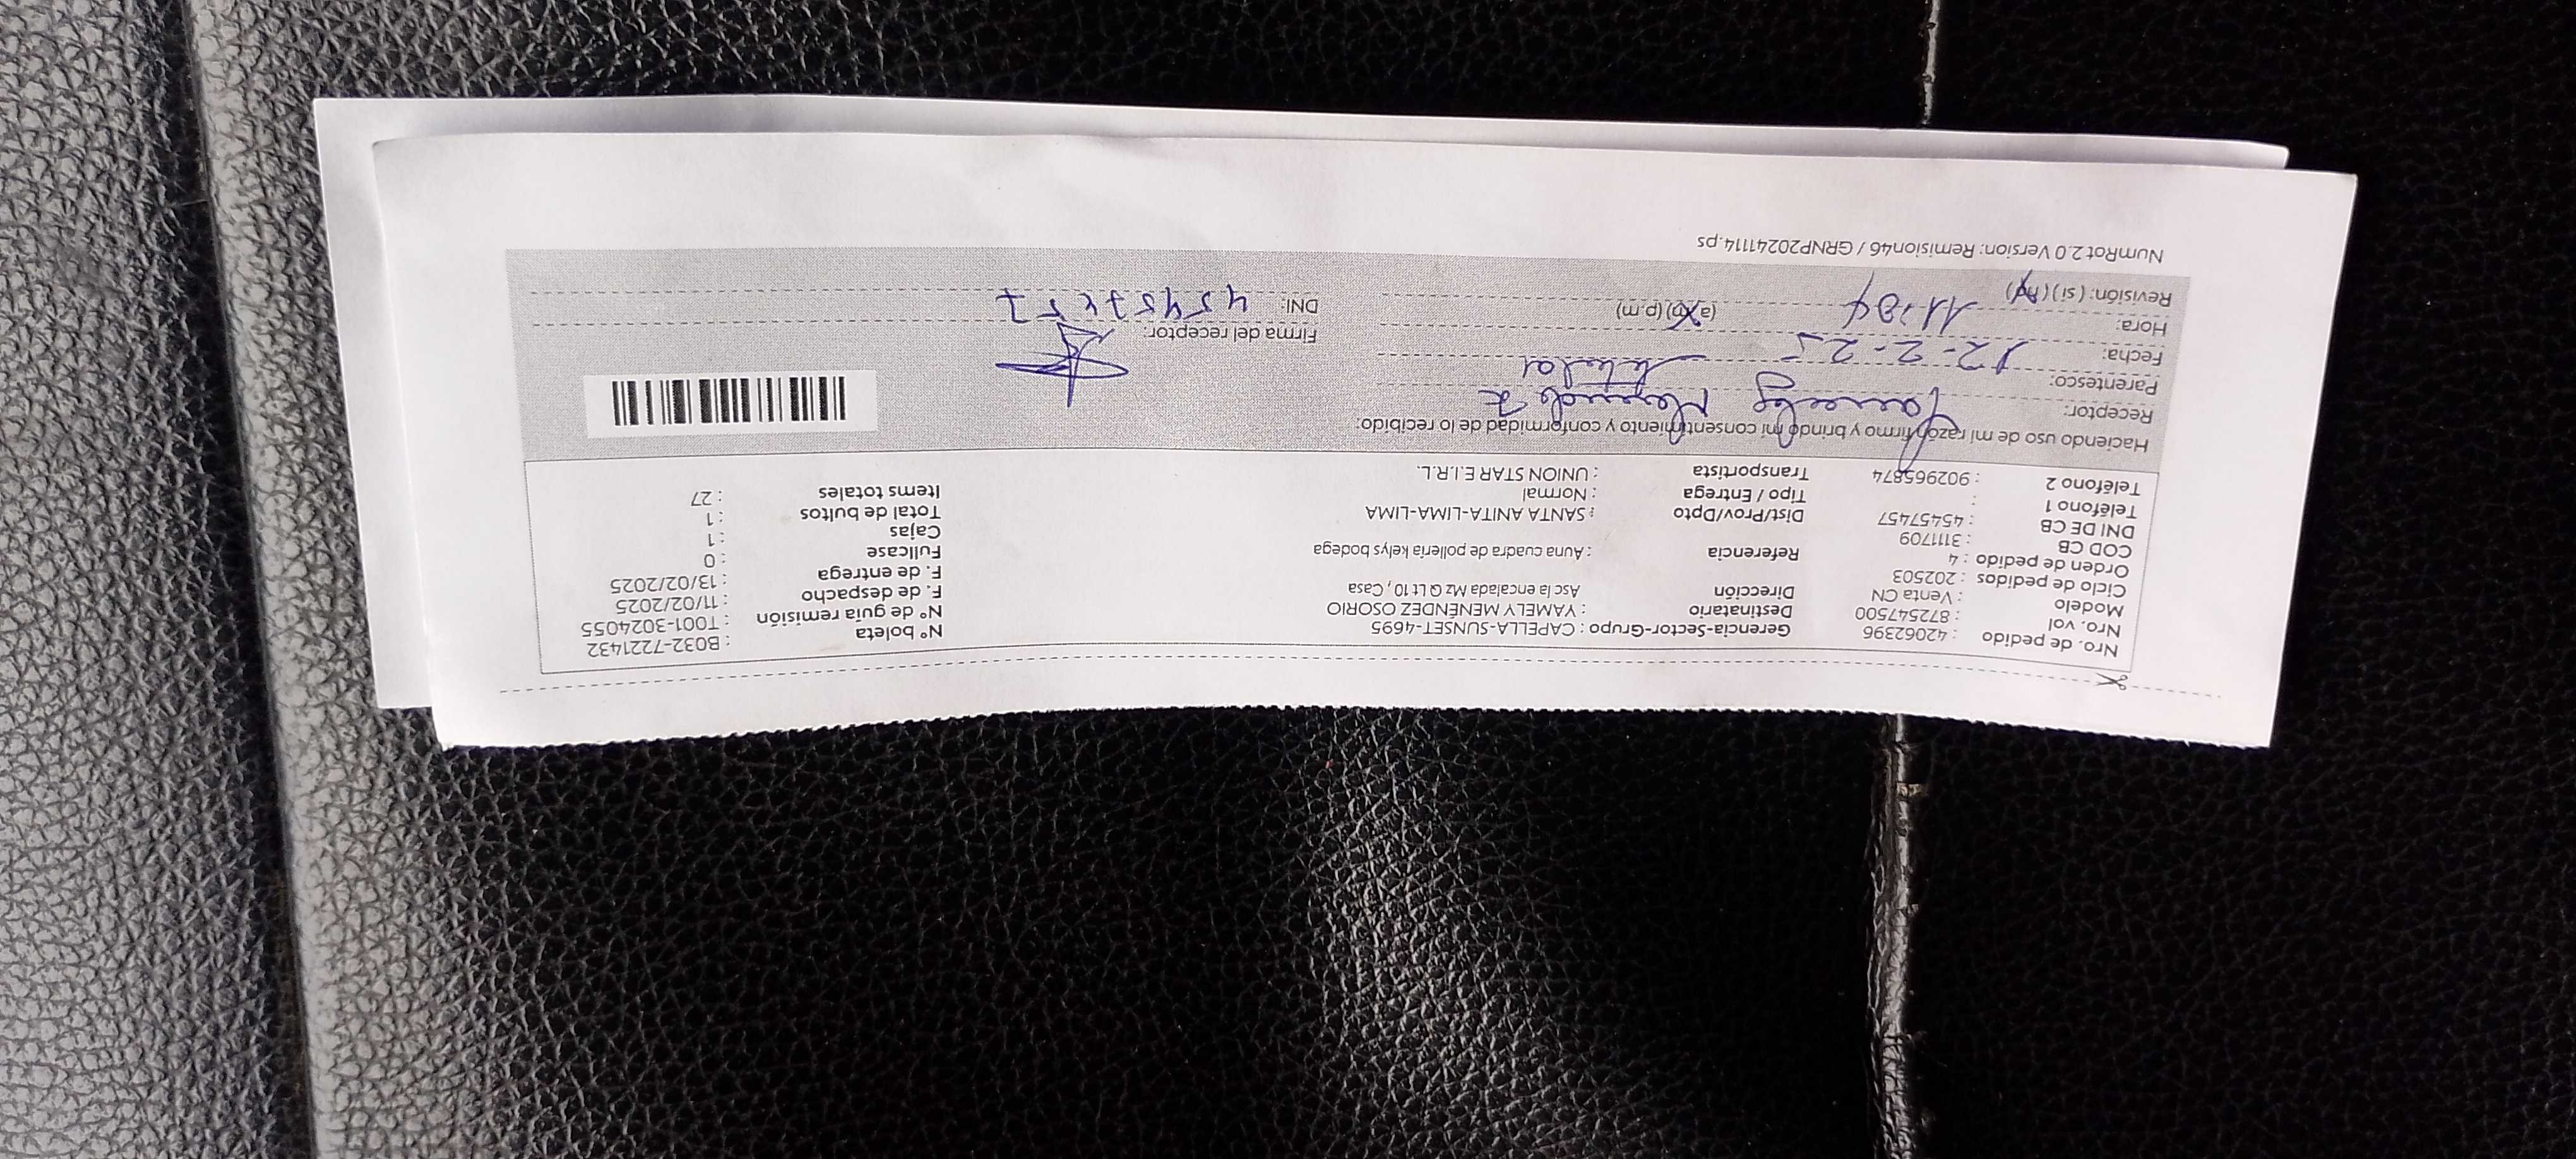 Nro. de pedido : 42062396 Gerencia-Sector-Grupo : CAPELLA-SUNSET-4695 N° boleta : B032-7221432
Nro. vol : 872547500 Destinatario : YAMELY MENÉNDEZ OSORIO N° de guía remisión : T001-3024055
Modelo : Venta CN Dirección Asc la encalada Mz Q Lt 10 , Casa F. de despacho : 11/02/2025
Ciclo de pedidos : 202503 F. de entrega : 13/02/2025
Orden de pedido : 4 Referencia : Auna cuadra de pollería kelys bodega Fullcase : 0
COD CB : 3111709 Cajas : 1
DNI DE CB : 45457457 Dist/Prov/Dpto : SANTA ANITA-LIMA-LIMA Total de bultos : 1
Teléfono 1 : Tipo / Entrega : Normal Items totales : 27
Teléfono 2 : 902965874 Transportista : UNION STAR E.I.R.L.
Haciendo uso de mi razón firmo y brindo mi consentimiento y conformidad de lo recibido:
Receptor:
Parentesco: titular
Fecha: 12-2-25 Firma del receptor:
Hora: 11:04 (a.m) (p.m) DNI: 45457457
Revisión: (si) (no)
NumRot 2.0 Version: Remision46 / GRNP20241114.ps